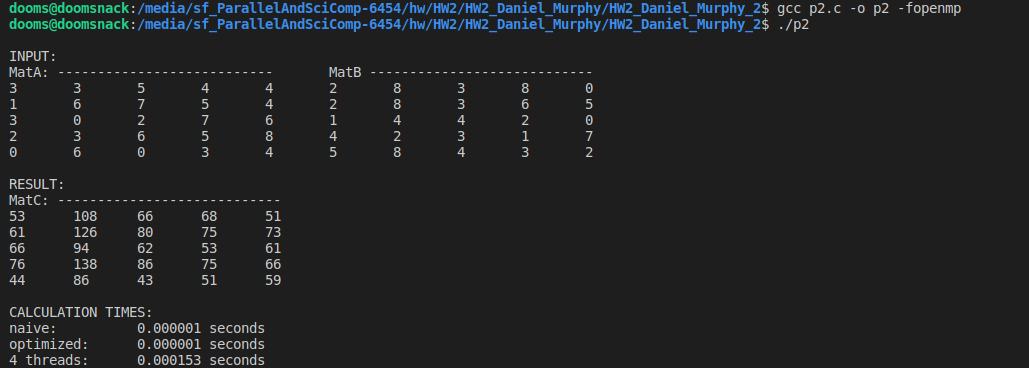 dooms@doomsnack:/media/sf_ParallelAndSciComp-6454/hw/HW2/HW2_Daniel_Murphy/HW2_Daniel_Murphy_2$ gcc p2.c -o p2 -fopenmp
dooms@doomsnack:/media/sf_ParallelAndSciComp-6454/hw/HW2/HW2_Daniel_Murphy/HW2_Daniel_Murphy_2$ ./p2
INPUT:
MatA: --------------------------- MatB ----------------------------
3 3 5 4 4 2 8 3 8 0
1 6 7 5 4 2 8 3 6 5
3 0 2 7 6 1 4 4 2 0
2 3 6 5 8 4 2 3 1 7
0 6 0 3 4 5 8 4 3 2
RESULT:
MatC: ----------------------------
53 108 66 68 51
61 126 80 75 73
66 94 62 53 61
76 138 86 75 66
44 86 43 51 59
CALCULATION TIMES:
naive: 0.000001 seconds
optimized: 0.000001 seconds
4 threads: 0.000153 seconds